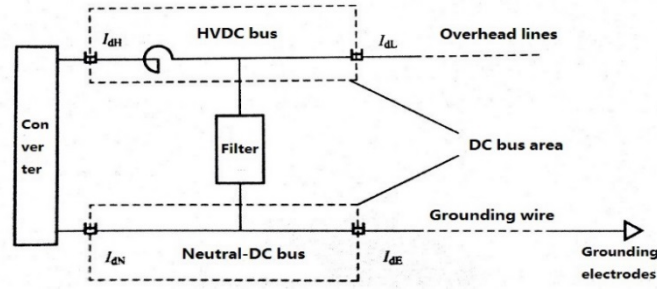 IdH HVDC bus IdL Overhead lines
Con
ver
ter
Filter
DC bus area
Grounding wire
IdN Neutral-DC bus IdE
Grounding
electrodes